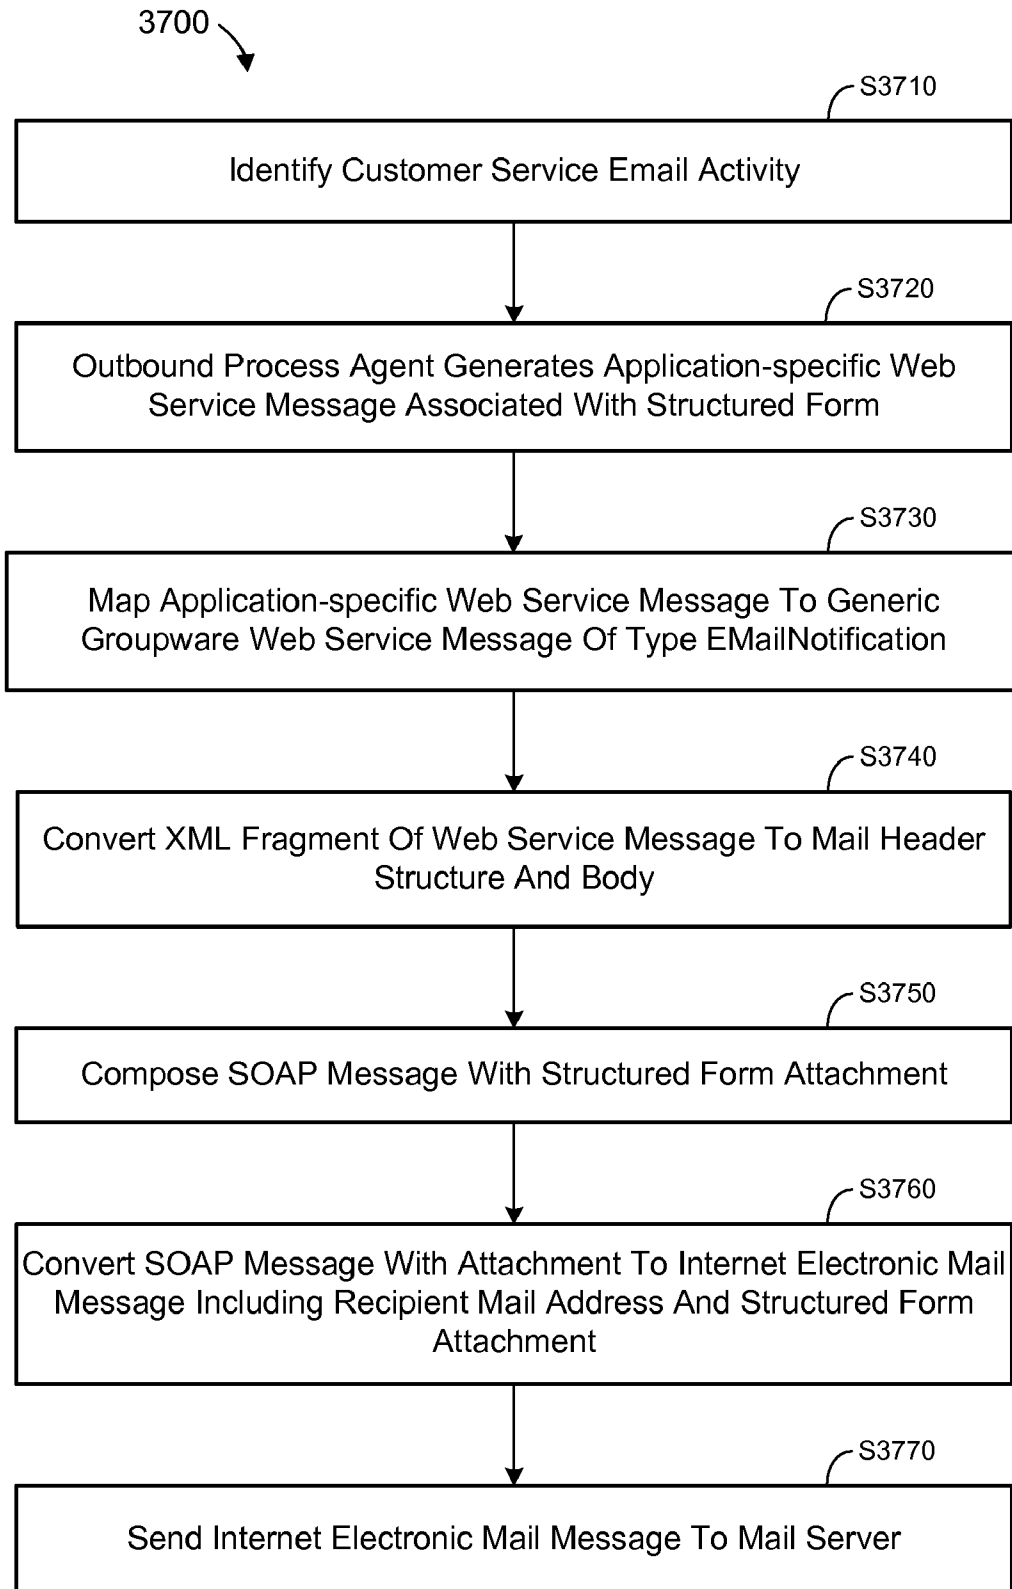 3700
S3710
Identify Customer Service Email Activity
S3720
Outbound Process Agent Generates Application-specific Web
Service Message Associated With Structured Form
S3730
Map Application-specific Web Service Message To Generic
Groupware Web Service Message Of Type EMailNotification
S3740
Convert XML Fragment Of Web Service Message To Mail Header
Structure And Body
S3750
Compose SOAP Message With Structured Form Attachment
S3760
Convert SOAP Message With Attachment To Internet Electronic Mail
Message Including Recipient Mail Address And Structured Form
Attachment
S3770
Send Internet Electronic Mail Message To Mail Server